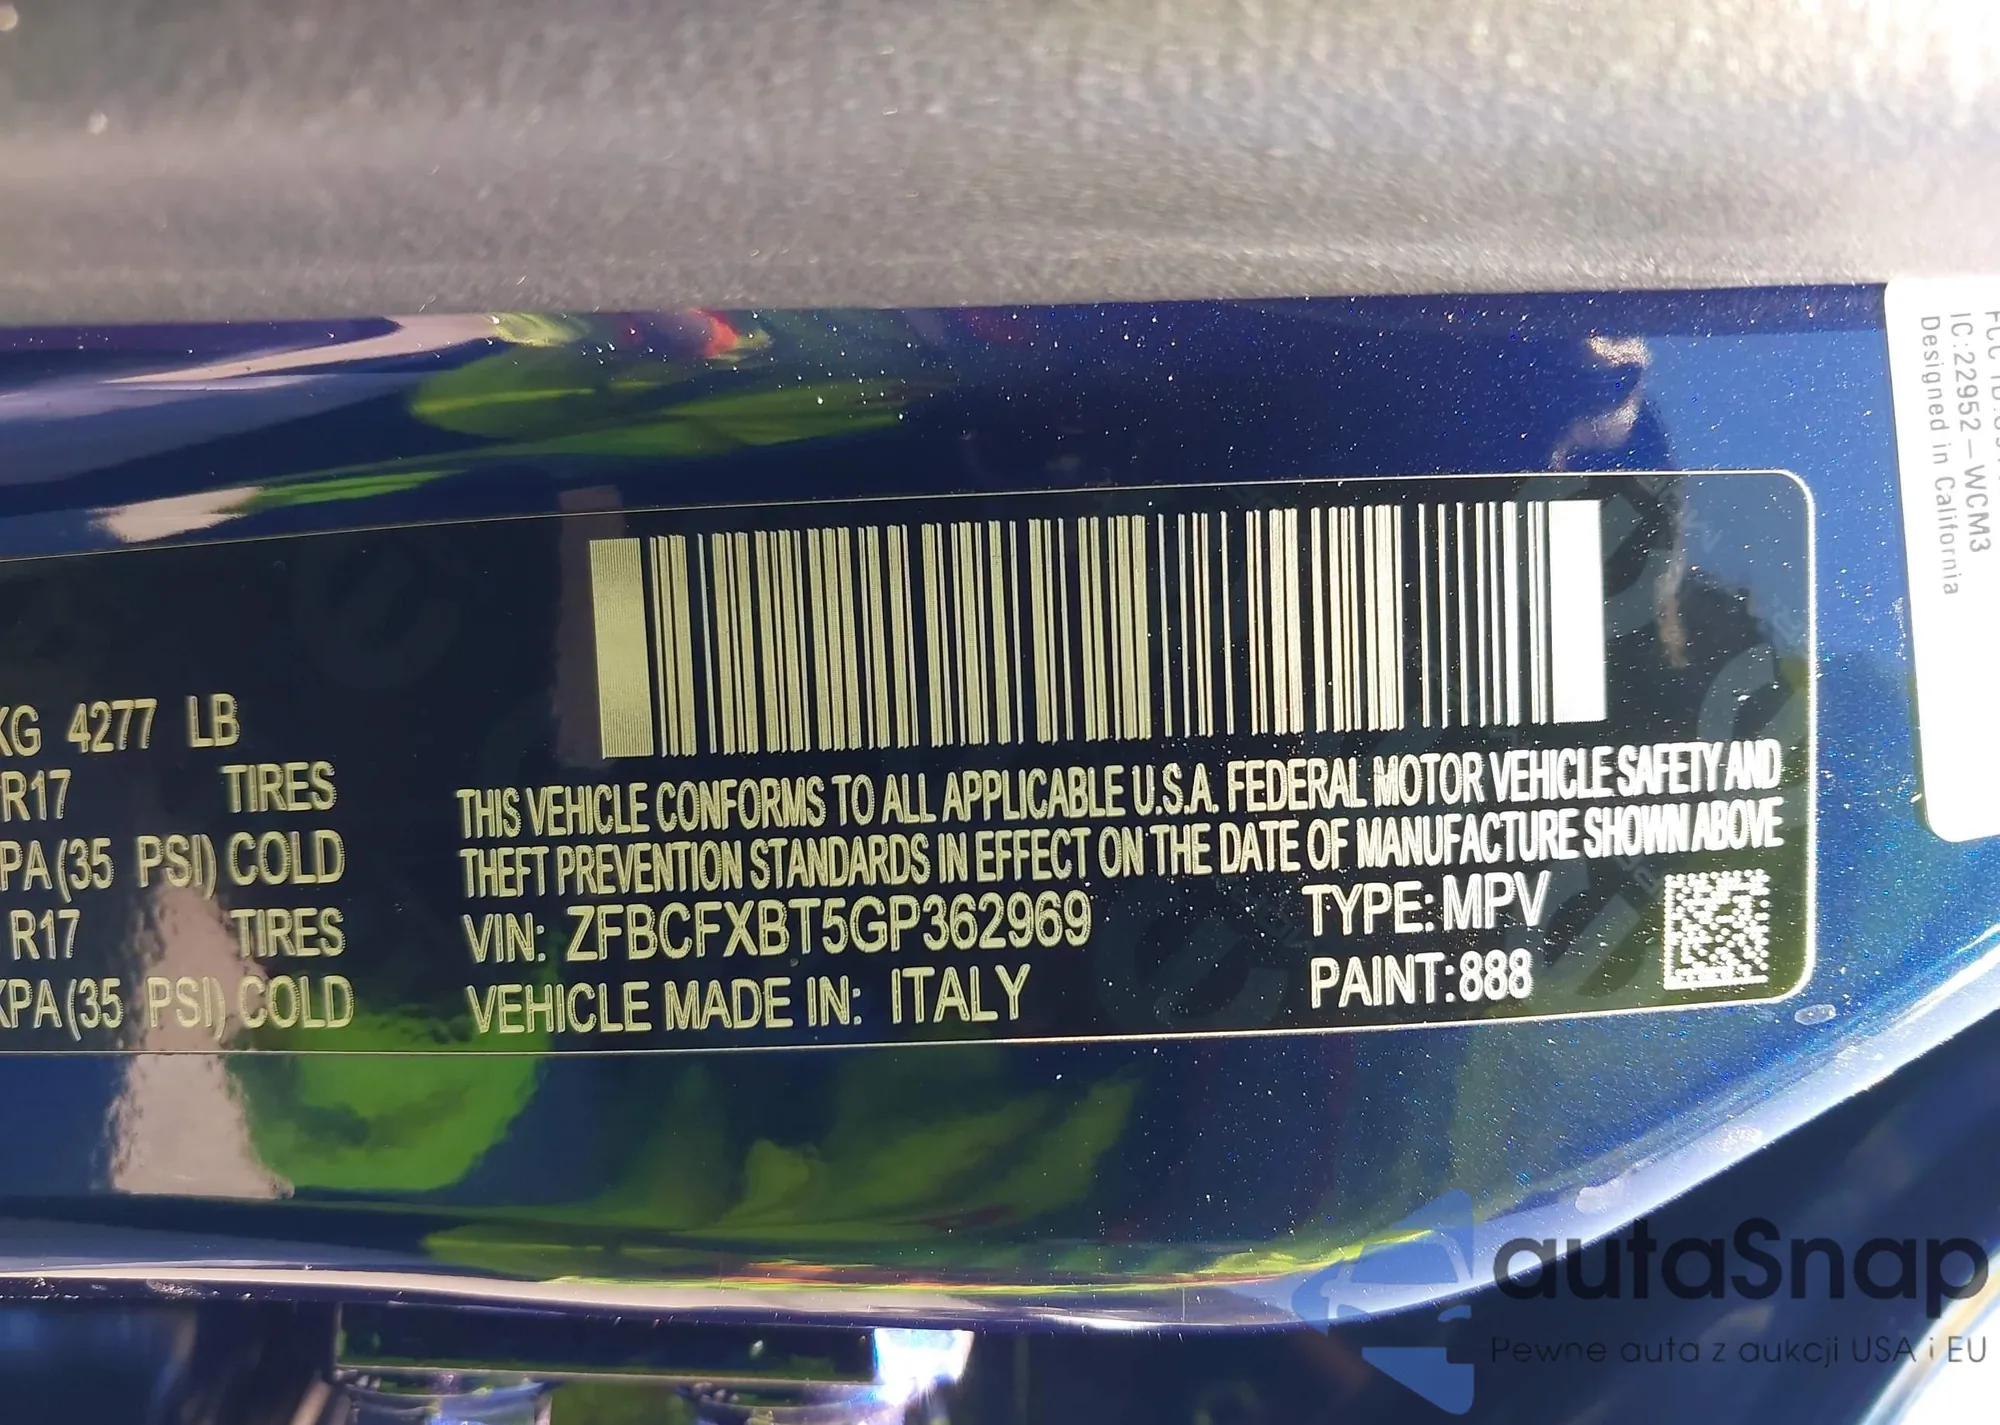 KG 4277 LB
R17 TIRES
KPA (35 PSI) COLD
R17 TIRES
KPA (35 PSI) COLD
THIS VEHICLE CONFORMS TO ALL APPLICABLE U.S.A. FEDERAL MOTOR VEHICLE SAFETY AND
THEFT PREVENTION STANDARDS IN EFFECT ON THE DATE OF MANUFACTURE SHOWN ABOVE
VIN: ZFBCFXBT5GP362969
TYPE: MPV
VEHICLE MADE IN: ITALY
PAINT: 888
FCC ID:
IC:22952-WCM3
Designed in California
autaSnap
Pewne auta z aukcji USA i EU